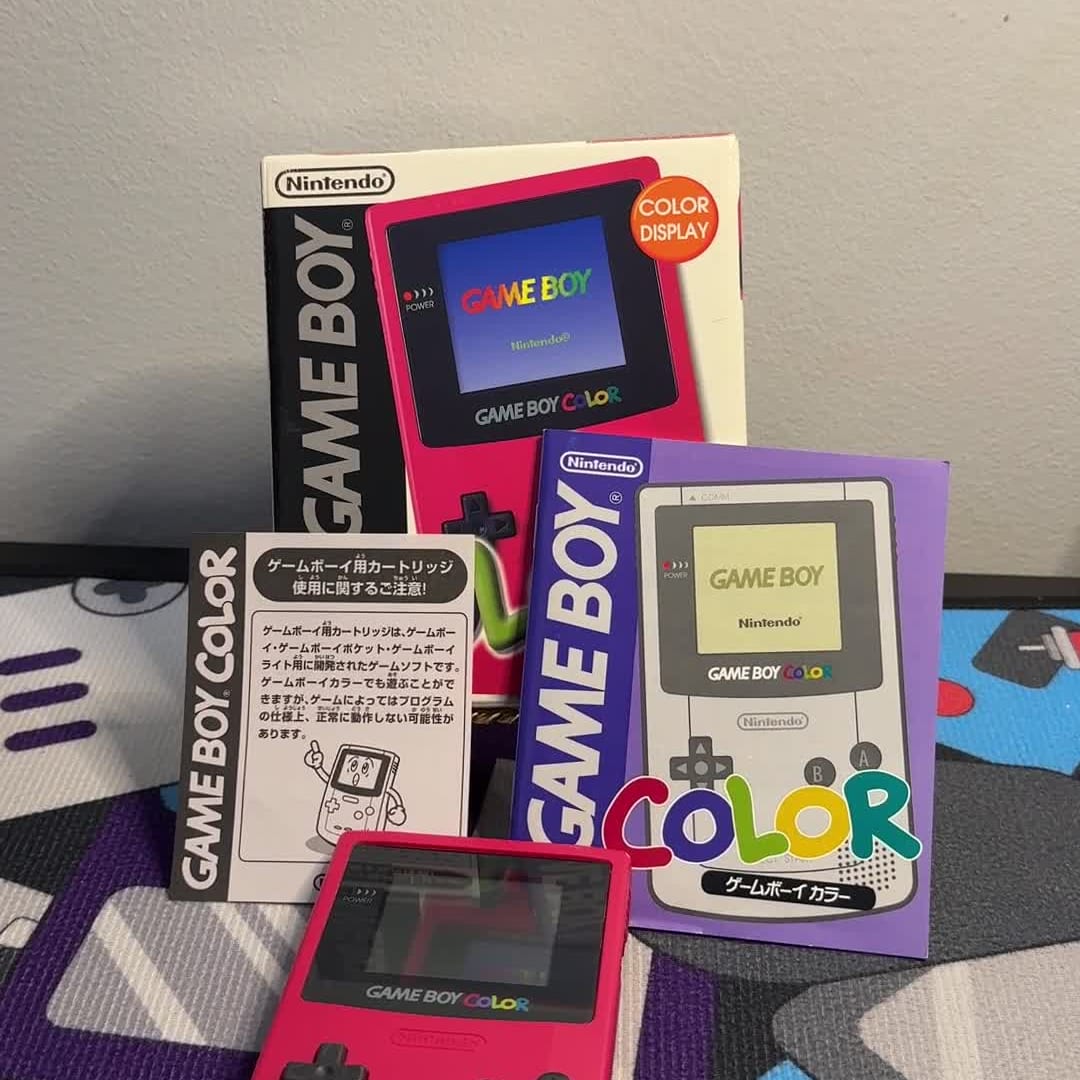 Nintendo®
GAME BOY®
COLOR
DISPLAY
POWER
GAME BOY
Nintendo®
GAME BOY COLOR
GAME BOY COLOR
ゲームボーイ用カートリッジ
使用に関するご注意!
ゲームボーイ用カートリッジは、ゲームボー
イ・ゲームボーイポケット・ゲームボーイ
ライト用に開発されたゲームソフトです。
ゲームボーイカラーでも遊ぶことがで
きますが、ゲームによってはプログラム
の仕様上、正常に動作しない可能性が
あります。
Nintendo®
GAME BOY®
COMM
POWER
GAME BOY
Nintendo®
GAME BOY COLOR
Nintendo®
B
A
COLOR
START
ゲームボーイ カラー
POWER
GAME BOY COLOR
Nintendo